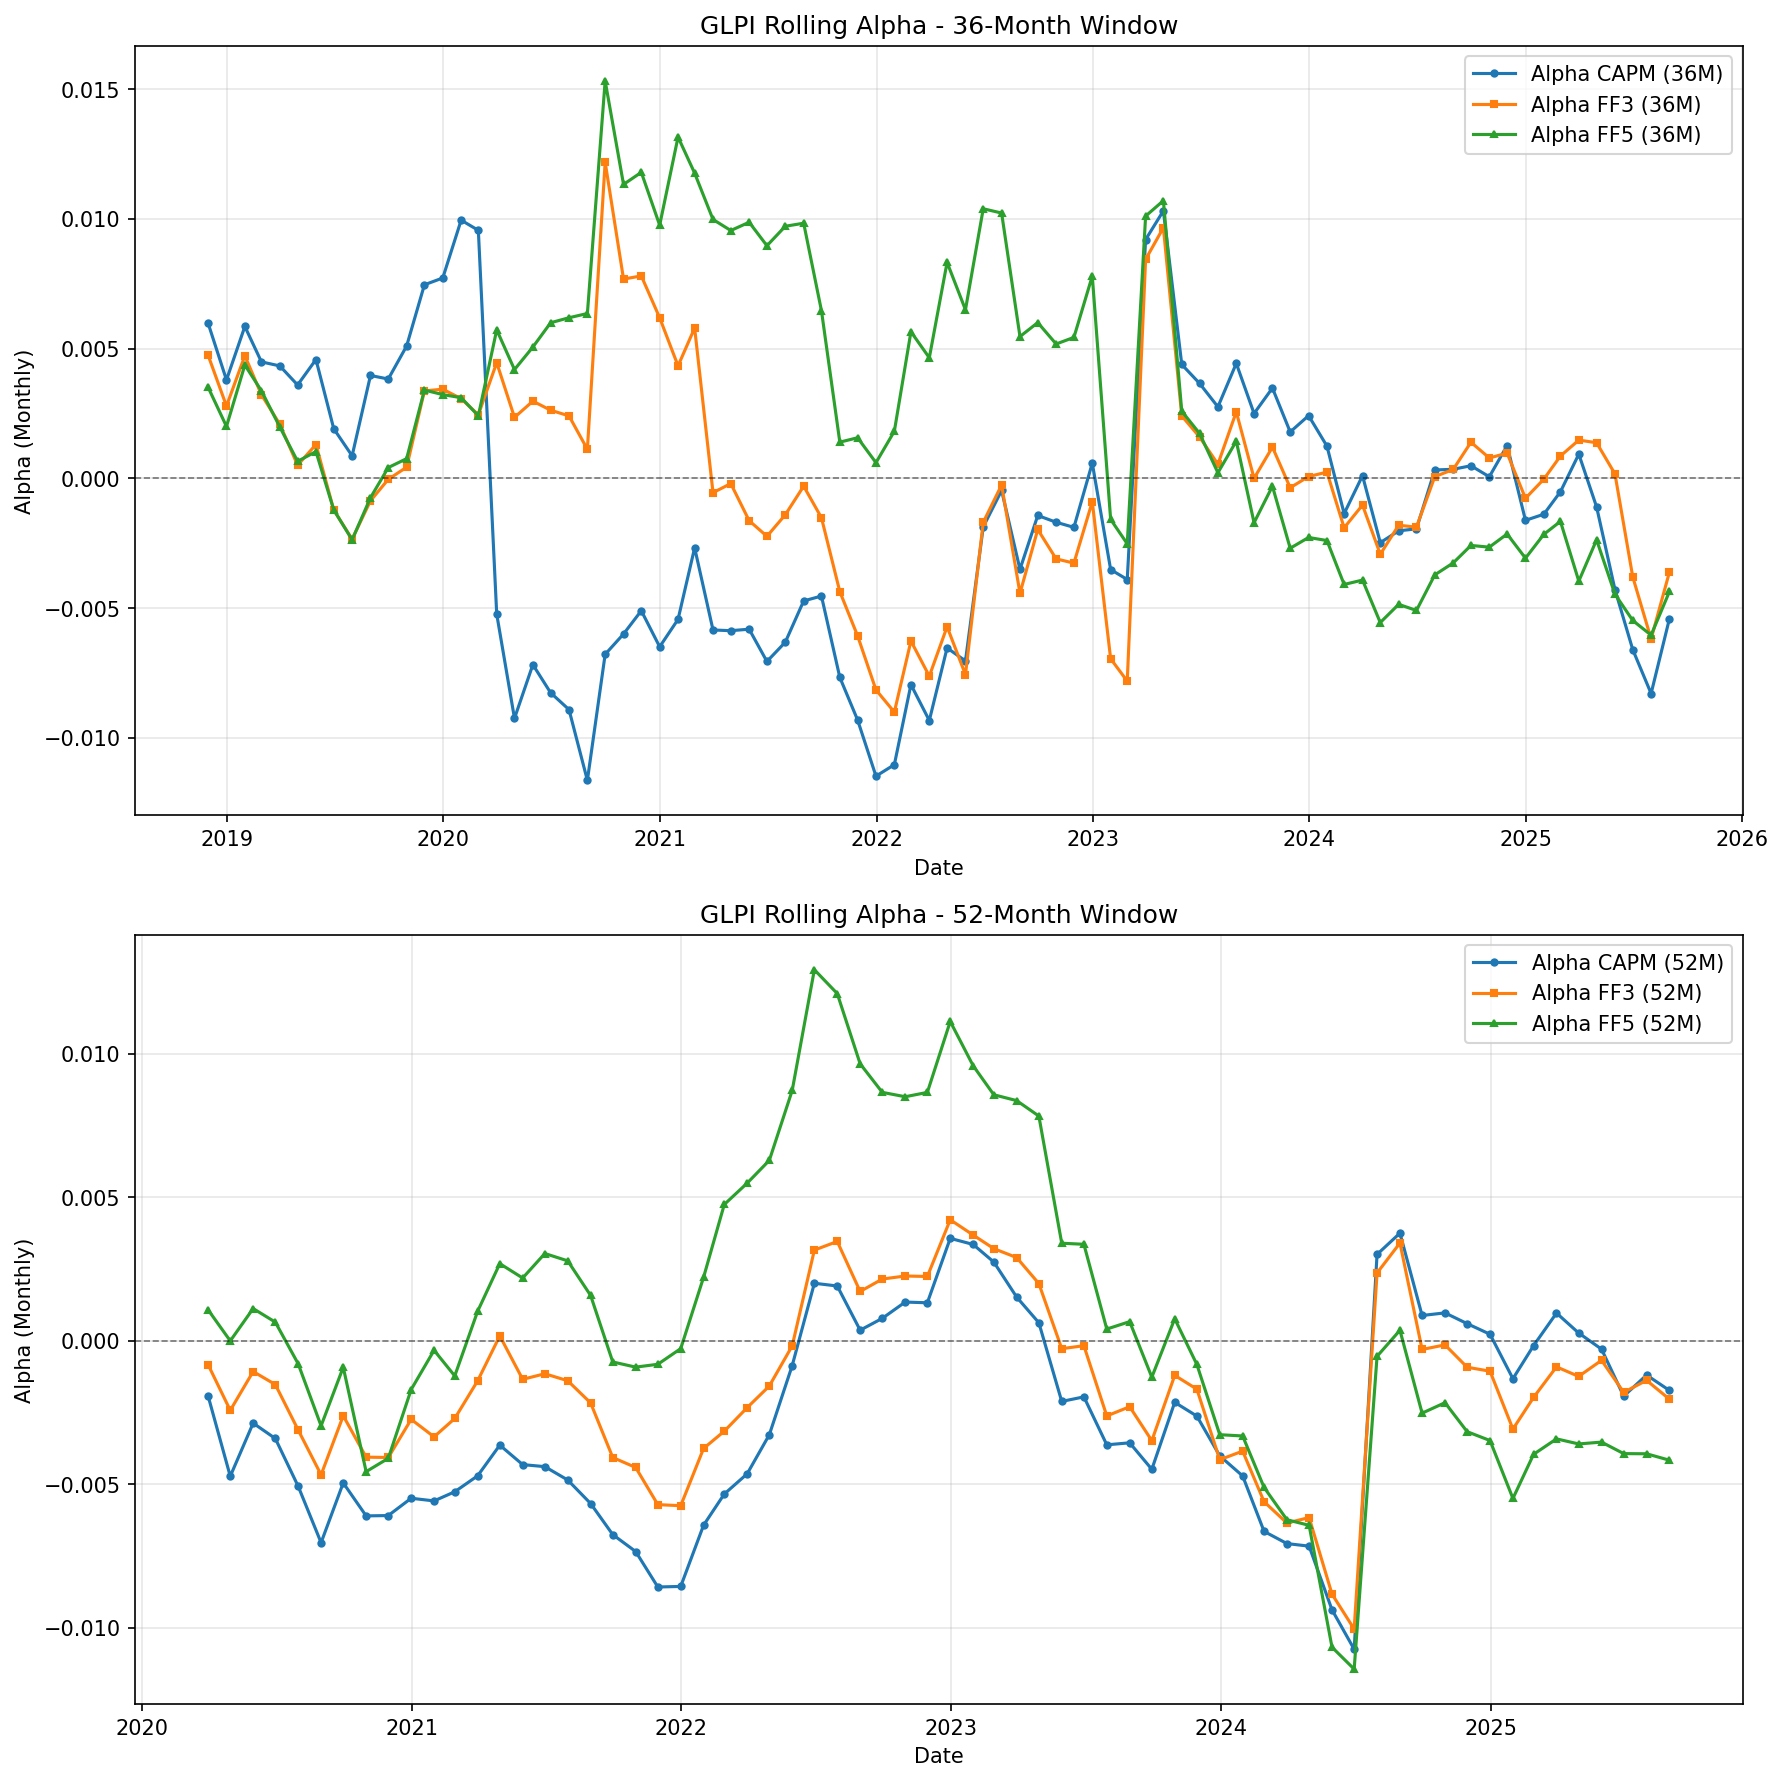 GLPI Rolling Alpha - 36-Month Window
Alpha CAPM (36M)
Alpha FF3 (36M)
Alpha FF5 (36M)
Alpha (Monthly)
0.015
0.010
0.005
0.000
−0.005
−0.010
2019 2020 2021 2022 2023 2024 2025 2026
Date
GLPI Rolling Alpha - 52-Month Window
Alpha CAPM (52M)
Alpha FF3 (52M)
Alpha FF5 (52M)
Alpha (Monthly)
0.010
0.005
0.000
−0.005
−0.010
2020 2021 2022 2023 2024 2025
Date